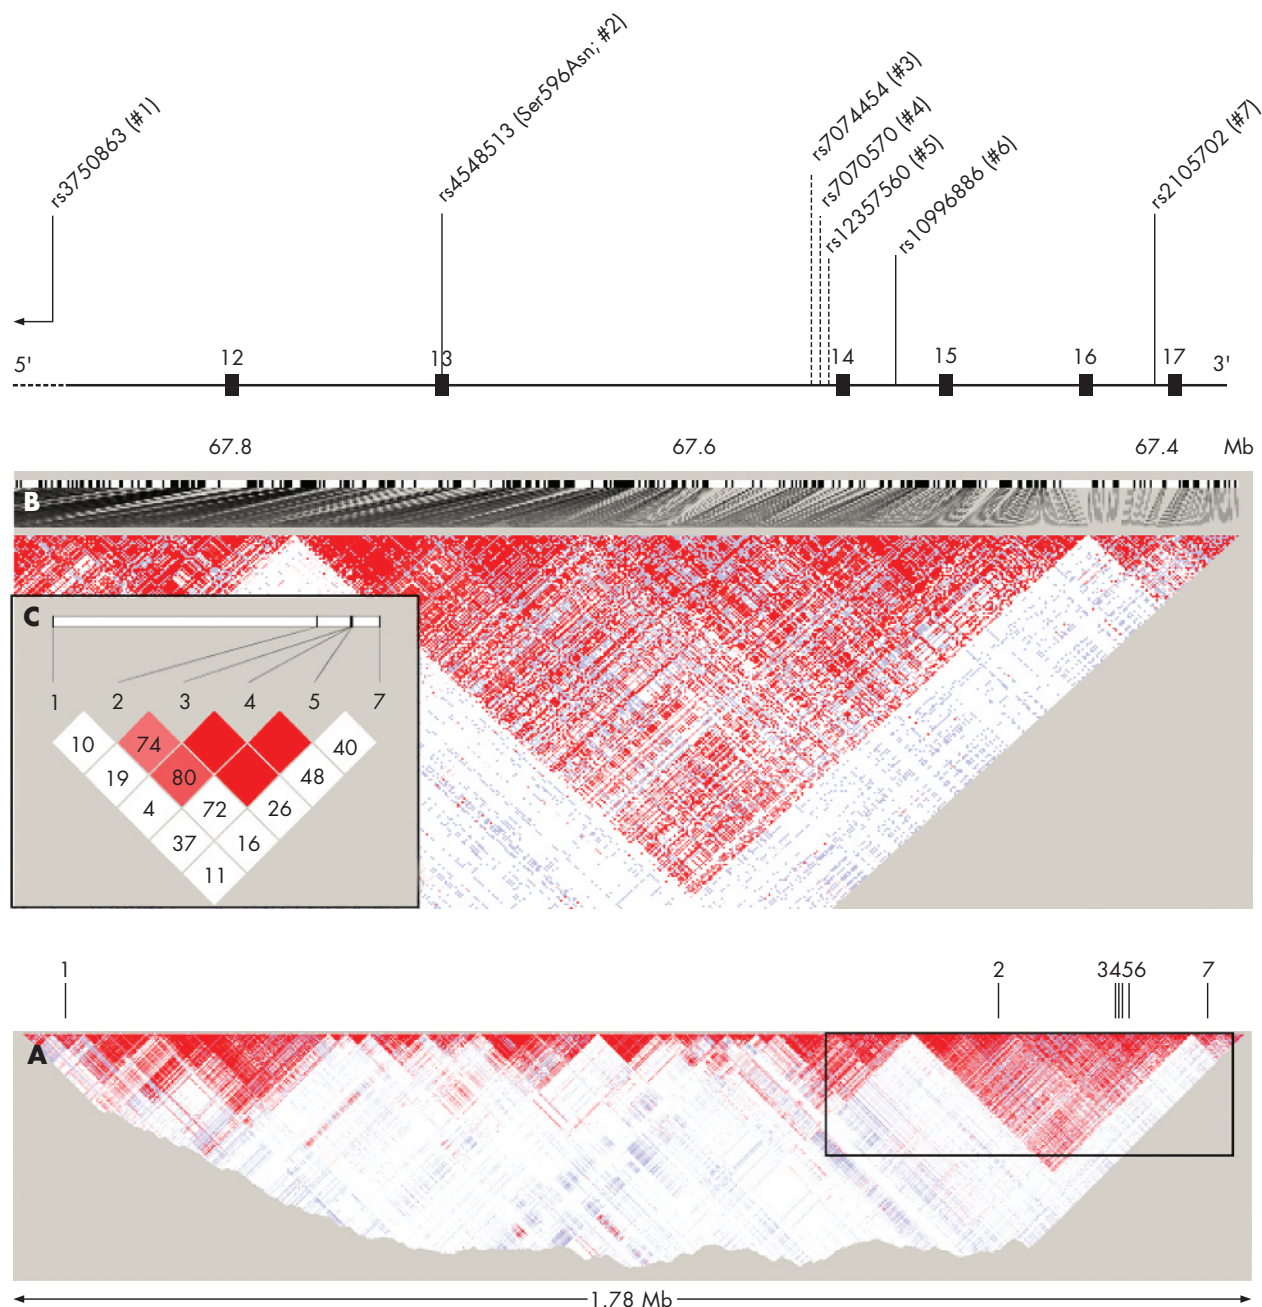 rs3750863 (#1)
rs4548513 (Ser596Asn; #2)
rs7074454 (#3)
rs7070570 (#4)
rs12357560 (#5)
rs10996886 (#6)
rs2105702 (#7)
5' 12 13 14 15 16 17 3'
67.8 67.6 67.4 Mb
B
C
1 2 3 4 5 7
10 74 40
19 80 48
4 72 26
37 16
11
1 2 3456 7
A
1.78 Mb